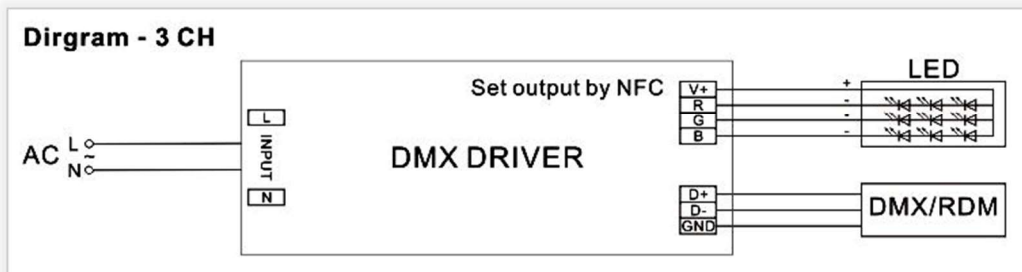 Dirgram - 3 CH
LED
Set output by NFC
V+
+
R
-
G
-
B
-
L
INPUT
N
AC
L
~
N
DMX DRIVER
D+
D-
GND
DMX/RDM